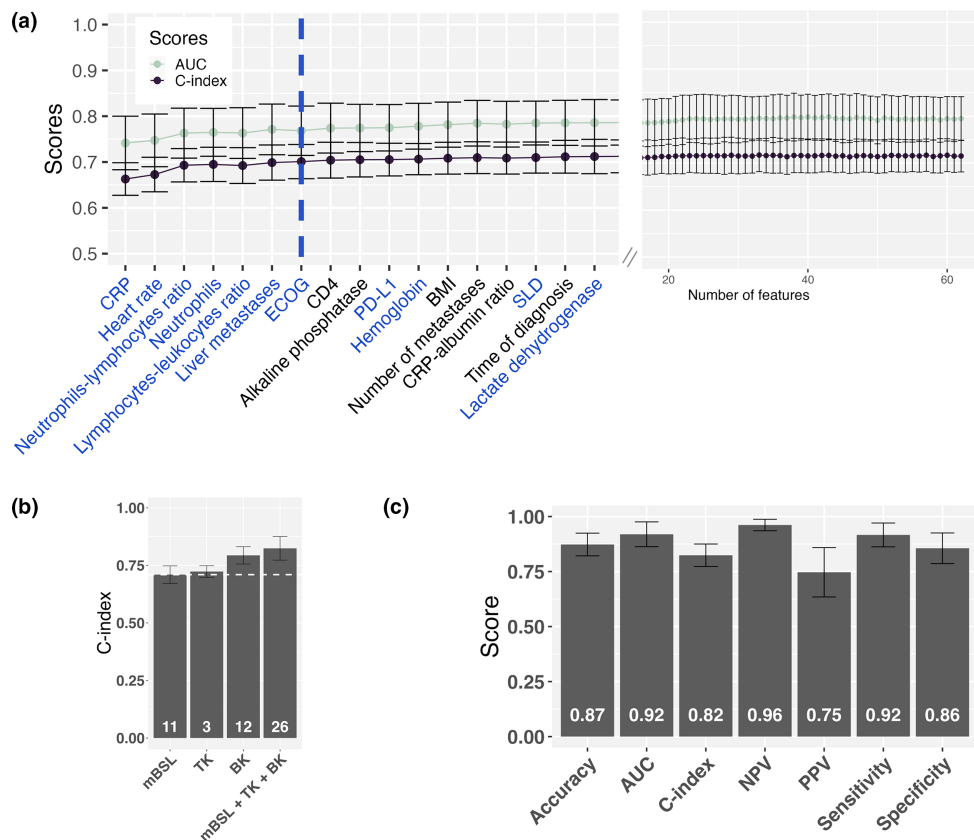 (a)
Scores
1.0
0.9
0.8
0.7
0.6
0.5
Scores
AUC
C-index
CRP
Heart rate
Neutrophils-lymphocytes ratio
Neutrophils
Lymphocytes-leukocytes ratio
Liver metastases
ECOG
CD4
Alkaline phosphatase
PD-L1
Hemoglobin
BMI
Number of metastases
CRP-albumin ratio
SLD
Time of diagnosis
Lactate dehydrogenase
//
20
40
60
Number of features
(b)
C-index
1.00
0.75
0.50
0.25
0.00
11
3
12
26
mBSL
TK
BK
mBSL + TK + BK
(c)
Score
1.00
0.75
0.50
0.25
0.00
0.87
0.92
0.82
0.96
0.75
0.92
0.86
Accuracy
AUC
C-index
NPV
PPV
Sensitivity
Specificity